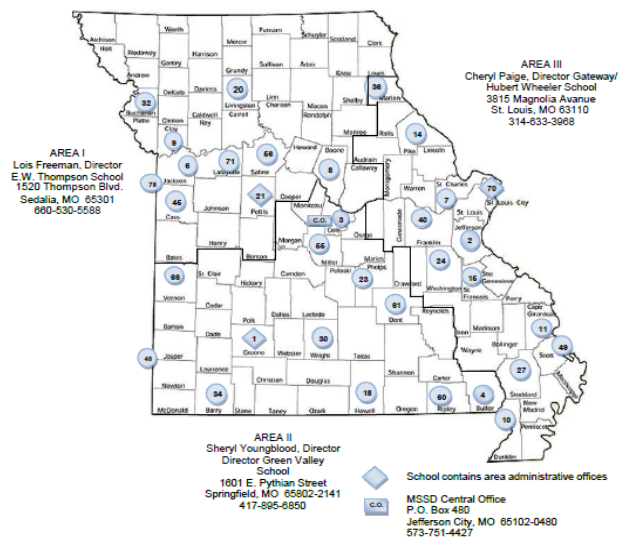 Atchison
Holt
Nodaway
Worth
Harrison
Mercer
Putnam
Schuyler
Scotland
Clark
Gentry
Andrew
Grundy
Sullivan
Adair
Knox
Lewis
DeKalb
Daviess
Linn
Macon
Shelby
Marion
Buchanan
Platte
Clinton
Clay
Caldwell
Ray
Livingston
Carroll
Chariton
Randolph
Monroe
Ralls
Howard
Boone
Audrain
Callaway
Pike
Lincoln
Montgomery
Warren
St Charles
St Louis
St Louis City
Jackson
Lafayette
Saline
Cooper
Moniteau
Cole
Osage
Gasconade
Franklin
Jefferson
Cass
Johnson
Pettis
Morgan
Miller
Maries
Phelps
Pulaski
Crawford
Washington
St Francois
Ste Genevieve
Perry
Bates
Henry
Benton
St. Clair
Hickory
Camden
Vernon
Cedar
Polk
Dallas
Laclede
Dent
Reynolds
Iron
Madison
Cape Girardeau
Barton
Dade
Greene
Webster
Wright
Texas
Shannon
Wayne
Bollinger
Scott
Mississippi
Jasper
Lawrence
Christian
Douglas
Carter
Stoddard
New Madrid
Newton
McDonald
Barry
Stone
Taney
Ozark
Howell
Oregon
Ripley
Butler
Pemiscot
Dunklin
32
20
36
9
6
71
56
8
14
75
45
21
C.O.
3
7
70
40
2
55
24
15
66
23
61
1
30
11
49
48
27
34
18
60
4
10
AREA I
Lois Freeman, Director
E.W. Thompson School
1520 Thompson Blvd.
Sedalia, MO 65301
660-530-5588
AREA III
Cheryl Paige, Director Gateway/
Hubert Wheeler School
3815 Magnolia Avanue
St. Louis, MO 63110
314-633-3968
AREA II
Sheryl Youngblood, Director
Director Green Valley
School
1601 E. Pythian Street
Springfield, MO 65802-2141
417-895-6850
School contains area administrative offices
C.O.
MSSD Central Office
P.O. Box 480
Jefferson City, MO 65102-0480
573-751-4427